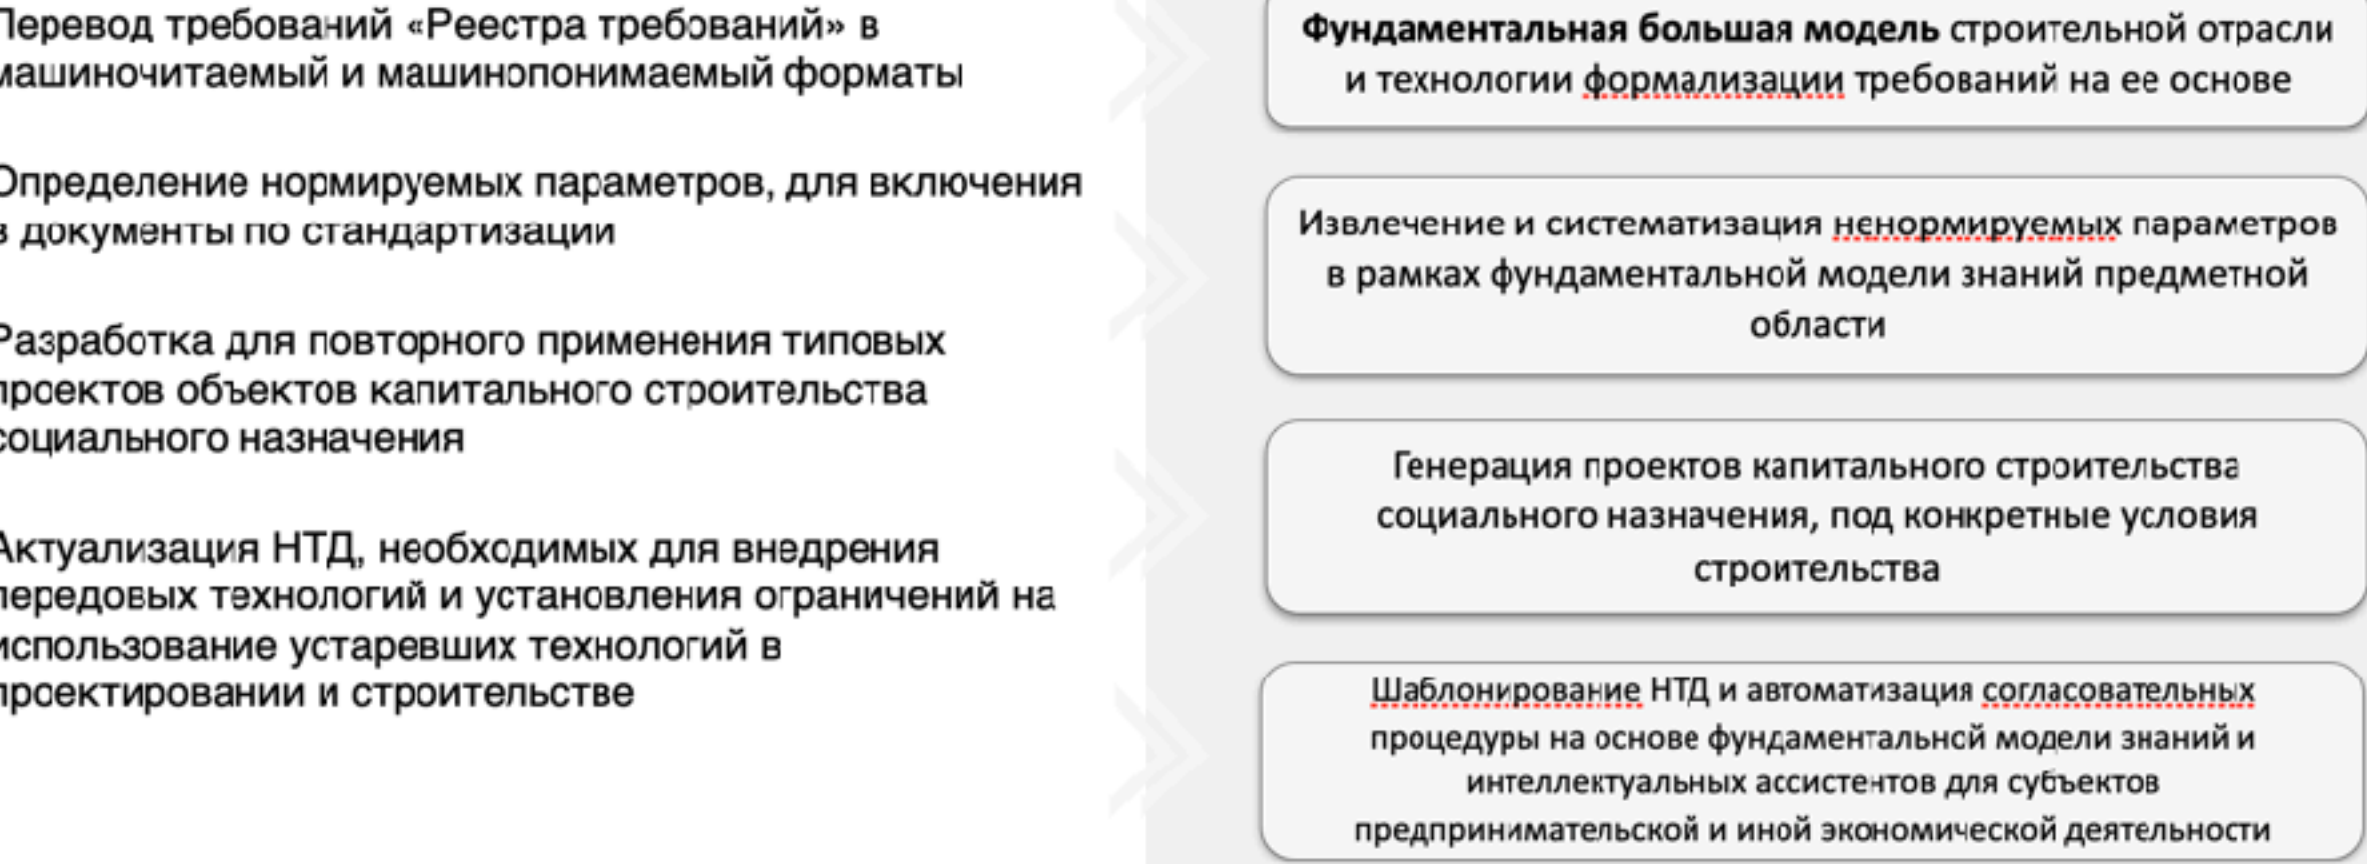 Перевод требований «Реестра требований» в
машиночитаемый и машинопонимаемый форматы
Определение нормируемых параметров, для включения
в документы по стандартизации
Разработка для повторного применения типовых
проектов объектов капитального строительства
социального назначения
Актуализация НТД, необходимых для внедрения
передовых технологий и установления ограничений на
использование устаревших технологий в
проектировании и строительстве
Фундаментальная большая модель строительной отрасли
и технологии формализации требований на ее основе
Извлечение и систематизация ненормируемых параметров
в рамках фундаментальной модели знаний предметной
области
Генерация проектов капитального строительства
социального назначения, под конкретные условия
строительства
Шаблонирование НТД и автоматизация согласовательных
процедуры на основе фундаментальной модели знаний и
интеллектуальных ассистентов для субъектов
предпринимательской и иной экономической деятельности